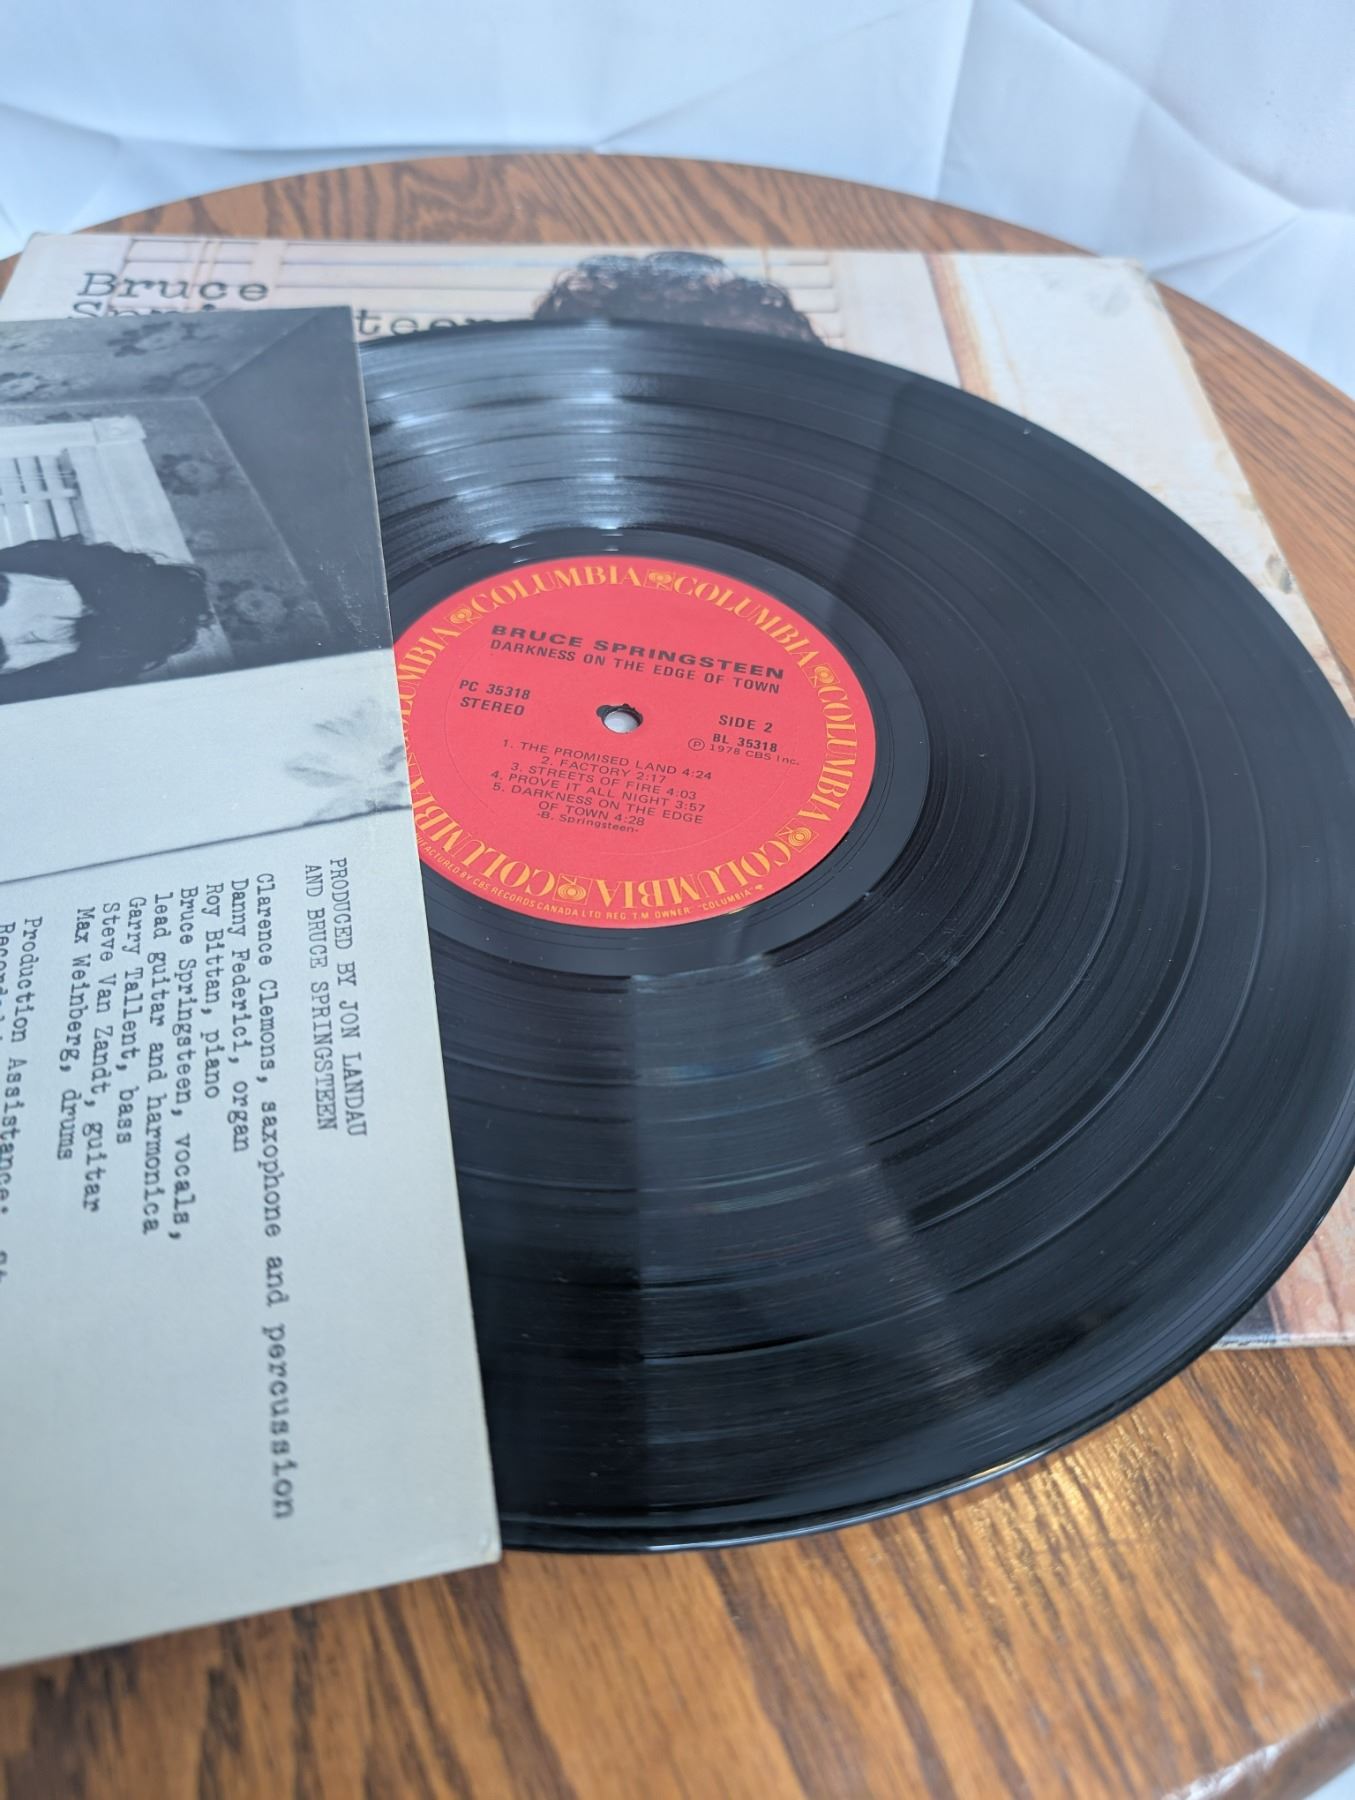 Bruce
COLUMBIA COLUMBIA COLUMBIA COLUMBIA COLUMBIA COLUMBIA COLUMBIA
BRUCE SPRINGSTEEN
DARKNESS ON THE EDGE OF TOWN
PC 35318
STEREO
SIDE 2
BL 35318
Ⓟ 1978 CBS Inc.
1. THE PROMISED LAND 4:24
2. FACTORY 2:17
3. STREETS OF FIRE 4:03
4. PROVE IT ALL NIGHT 3:57
5. DARKNESS ON THE EDGE
OF TOWN 4:28
-B. Springsteen-
BY CBS RECORDS CANADA LTD REG. T.M. OWNER "COLUMBIA"
PRODUCED BY JON LANDAU
AND BRUCE SPRINGSTEEN
Clarence Clemons, saxophone and percussion
Danny Federici, organ
Roy Bittan, piano
Bruce Springsteen, vocals,
lead guitar and harmonica
Garry Tallent, bass
Steve Van Zandt, guitar
Max Weinberg, drums
Production Assistance: